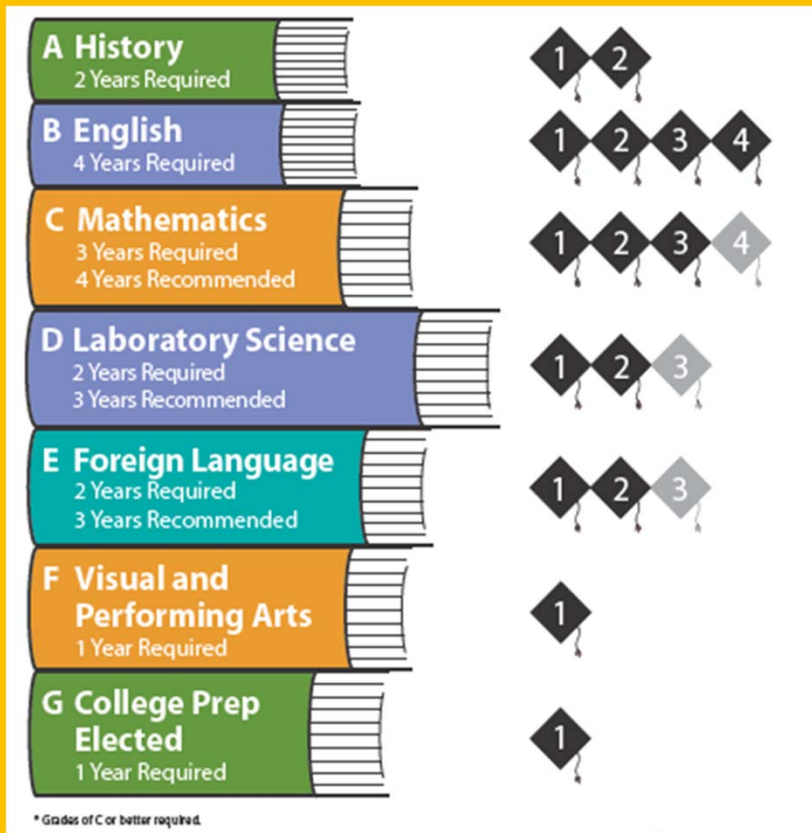 A History
2 Years Required
1 2
B English
4 Years Required
1 2 3 4
C Mathematics
3 Years Required
4 Years Recommended
1 2 3 4
D Laboratory Science
2 Years Required
3 Years Recommended
1 2 3
E Foreign Language
2 Years Required
3 Years Recommended
1 2 3
F Visual and
Performing Arts
1 Year Required
1
G College Prep
Elected
1 Year Required
1
* Grades of C or better required.